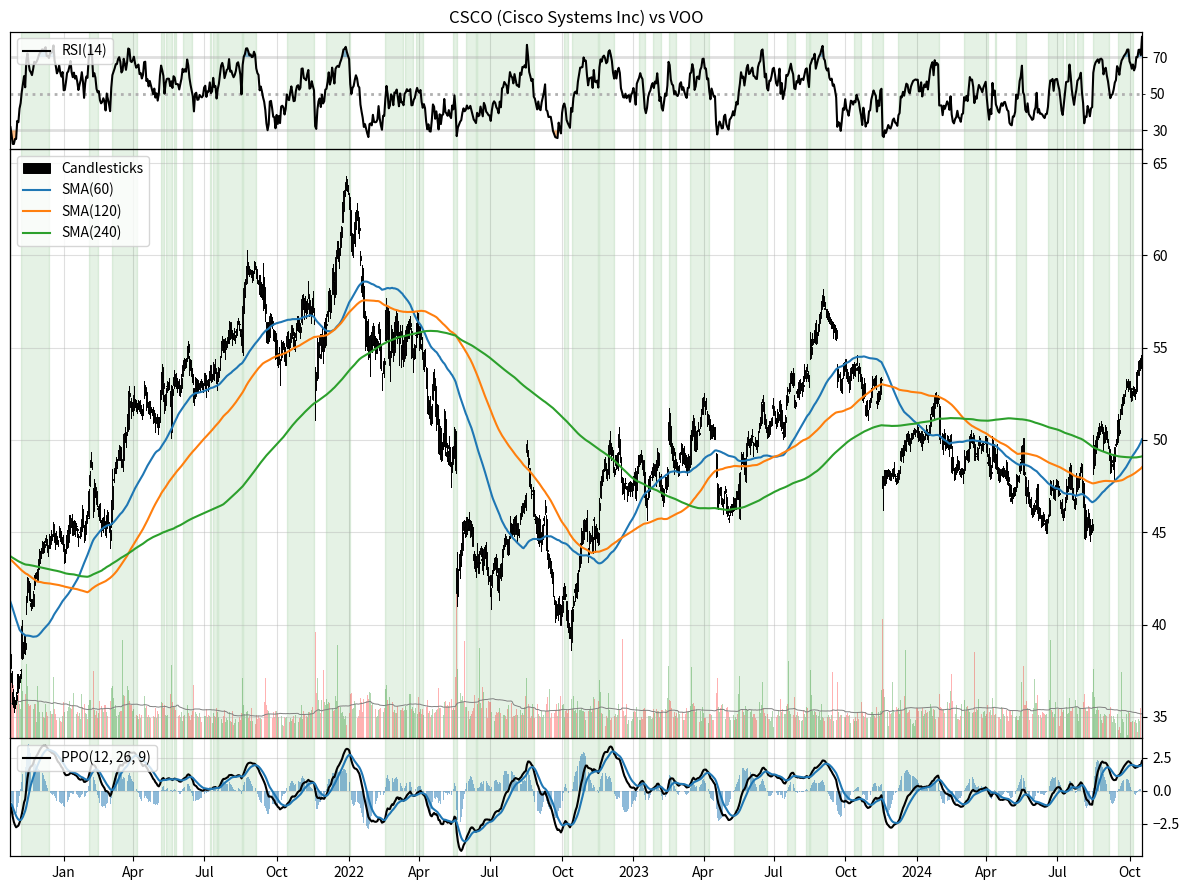 CSCO (Cisco Systems Inc) vs VOO
RSI(14)
70
50
30
Candlesticks
SMA(60)
SMA(120)
SMA(240)
65
60
55
50
45
40
35
PPO(12, 26, 9)
2.5
0.0
−2.5
Jan Apr Jul Oct 2022 Apr Jul Oct 2023 Apr Jul Oct 2024 Apr Jul Oct